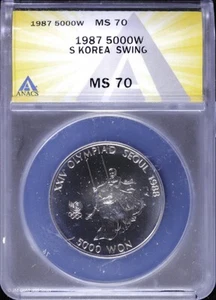 1987 5000W MS 70
1987 5000W
S KOREA SWING
MS 70
ANACS
XXIV OLYMPIAD SEOUL 1988
5000 WON